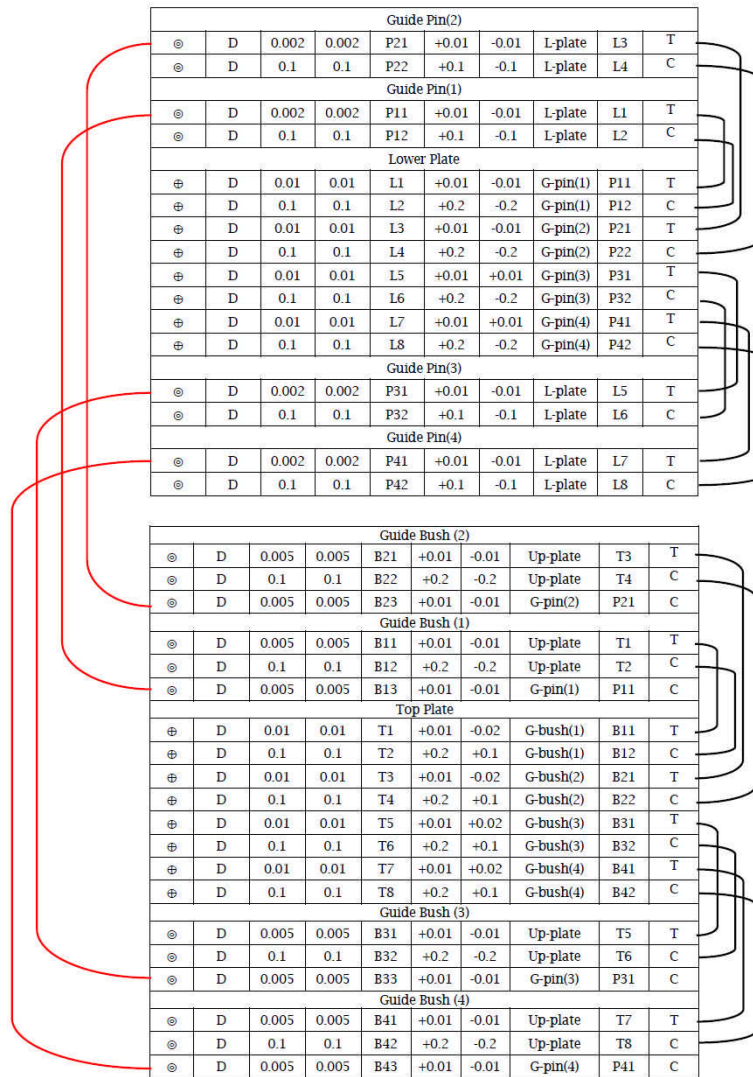 Guide Pin(2)
◎ D 0.002 0.002 P21 +0.01 -0.01 L-plate L3 T
◎ D 0.1 0.1 P22 +0.1 -0.1 L-plate L4 C
Guide Pin(1)
◎ D 0.002 0.002 P11 +0.01 -0.01 L-plate L1 T
◎ D 0.1 0.1 P12 +0.1 -0.1 L-plate L2 C
Lower Plate
⊕ D 0.01 0.01 L1 +0.01 -0.01 G-pin(1) P11 T
⊕ D 0.1 0.1 L2 +0.2 -0.2 G-pin(1) P12 C
⊕ D 0.01 0.01 L3 +0.01 -0.01 G-pin(2) P21 T
⊕ D 0.1 0.1 L4 +0.2 -0.2 G-pin(2) P22 C
⊕ D 0.01 0.01 L5 +0.01 +0.01 G-pin(3) P31 T
⊕ D 0.1 0.1 L6 +0.2 -0.2 G-pin(3) P32 C
⊕ D 0.01 0.01 L7 +0.01 +0.01 G-pin(4) P41 T
⊕ D 0.1 0.1 L8 +0.2 -0.2 G-pin(4) P42 C
Guide Pin(3)
◎ D 0.002 0.002 P31 +0.01 -0.01 L-plate L5 T
◎ D 0.1 0.1 P32 +0.1 -0.1 L-plate L6 C
Guide Pin(4)
◎ D 0.002 0.002 P41 +0.01 -0.01 L-plate L7 T
◎ D 0.1 0.1 P42 +0.1 -0.1 L-plate L8 C
Guide Bush (2)
◎ D 0.005 0.005 B21 +0.01 -0.01 Up-plate T3 T
◎ D 0.1 0.1 B22 +0.2 -0.2 Up-plate T4 C
◎ D 0.005 0.005 B23 +0.01 -0.01 G-pin(2) P21 C
Guide Bush (1)
◎ D 0.005 0.005 B11 +0.01 -0.01 Up-plate T1 T
◎ D 0.1 0.1 B12 +0.2 -0.2 Up-plate T2 C
◎ D 0.005 0.005 B13 +0.01 -0.01 G-pin(1) P11 C
Top Plate
⊕ D 0.01 0.01 T1 +0.01 -0.02 G-bush(1) B11 T
⊕ D 0.1 0.1 T2 +0.2 +0.1 G-bush(1) B12 C
⊕ D 0.01 0.01 T3 +0.01 -0.02 G-bush(2) B21 T
⊕ D 0.1 0.1 T4 +0.2 +0.1 G-bush(2) B22 C
⊕ D 0.01 0.01 T5 +0.01 +0.02 G-bush(3) B31 T
⊕ D 0.1 0.1 T6 +0.2 +0.1 G-bush(3) B32 C
⊕ D 0.01 0.01 T7 +0.01 +0.02 G-bush(4) B41 T
⊕ D 0.1 0.1 T8 +0.2 +0.1 G-bush(4) B42 C
Guide Bush (3)
◎ D 0.005 0.005 B31 +0.01 -0.01 Up-plate T5 T
◎ D 0.1 0.1 B32 +0.2 -0.2 Up-plate T6 C
◎ D 0.005 0.005 B33 +0.01 -0.01 G-pin(3) P31 C
Guide Bush (4)
◎ D 0.005 0.005 B41 +0.01 -0.01 Up-plate T7 T
◎ D 0.1 0.1 B42 +0.2 -0.2 Up-plate T8 C
◎ D 0.005 0.005 B43 +0.01 -0.01 G-pin(4) P41 C